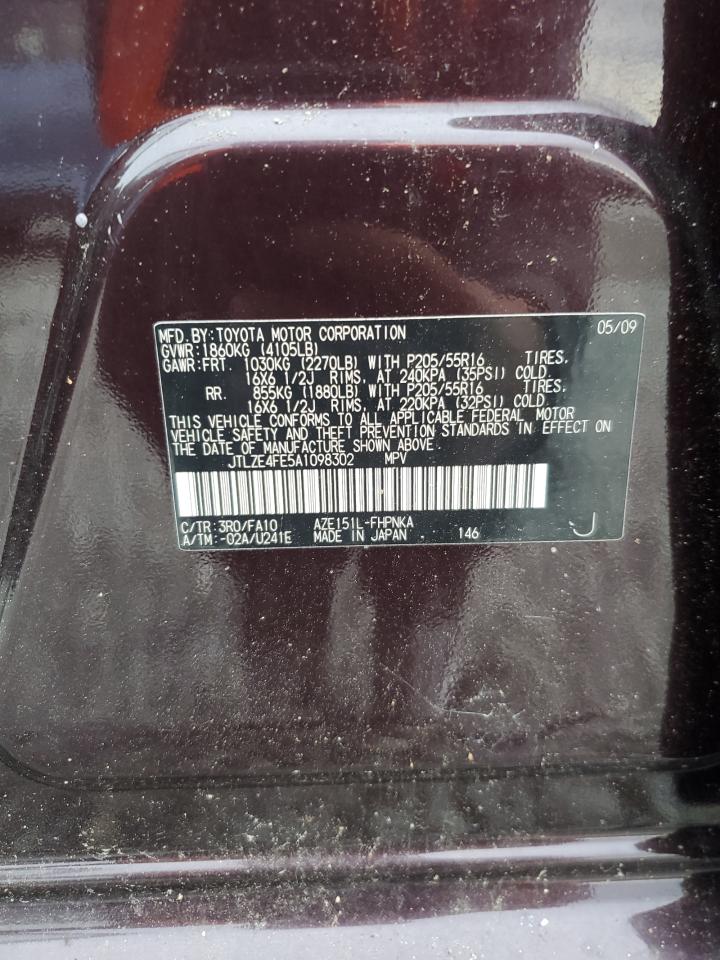 MFD. BY: TOYOTA MOTOR CORPORATION 05/09
GVWR: 1860KG (4105LB)
GAWR: FRT. 1030KG (2270LB) WITH P205/55R16 TIRES,
16X6 1/2J RIMS, AT 240KPA (35PSI) COLD
RR. 855KG (1880LB) WITH P205/55R16 TIRES,
16X6 1/2J RIMS, AT 220KPA (32PSI) COLD
THIS VEHICLE CONFORMS TO ALL APPLICABLE FEDERAL MOTOR
VEHICLE SAFETY AND THEFT PREVENTION STANDARDS IN EFFECT ON
THE DATE OF MANUFACTURE SHOWN ABOVE.
JTLZE4FE5A1098302 MPV
C/TR: 3R0/FA10 AZE151L-FHPNKA
A/TM: -02A/U241E MADE IN JAPAN 146 J